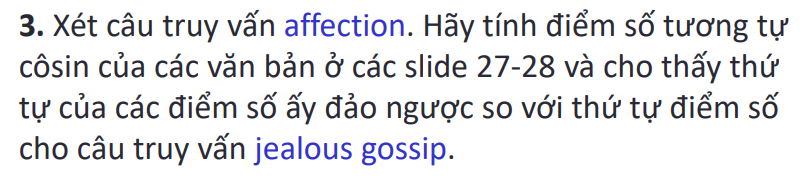 3. Xét câu truy vấn affection. Hãy tính điểm số tương tự
côsin của các văn bản ở các slide 27-28 và cho thấy thứ
tự của các điểm số ấy đảo ngược so với thứ tự điểm số
cho câu truy vấn jealous gossip.